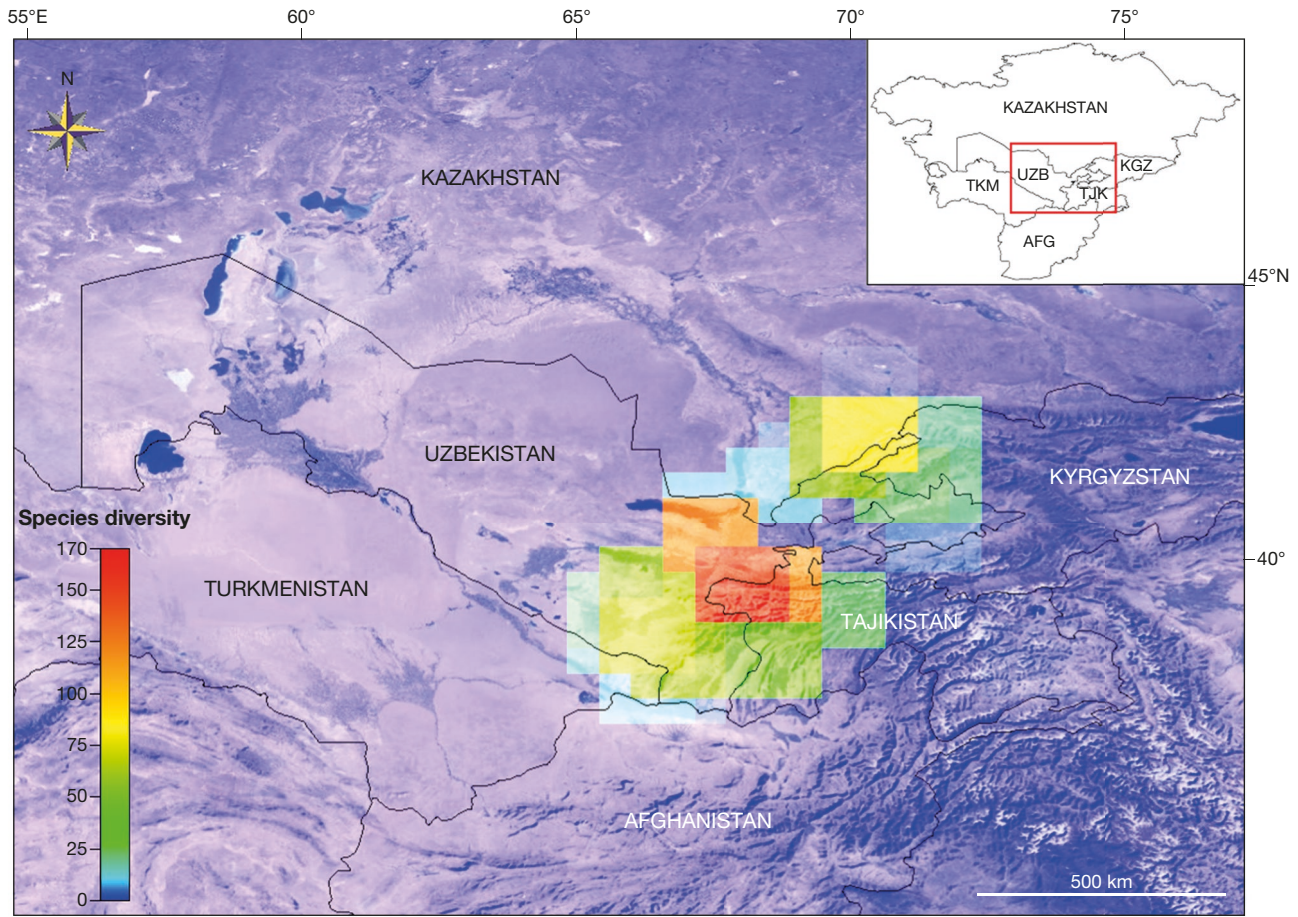 55°E 60° 65° 70° 75°
N
KAZAKHSTAN
KAZAKHSTAN
UZB
KGZ
TKM
TJK
AFG
45°N
UZBEKISTAN
KYRGYZSTAN
Species diversity
170
150
125
100
75
50
25
0
40°
TURKMENISTAN
TAJIKISTAN
AFGHANISTAN
500 km